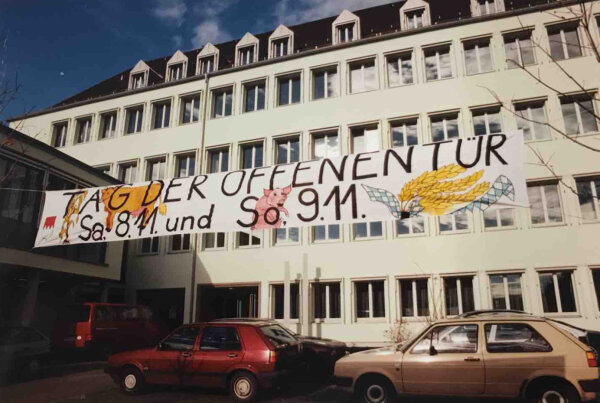 TAG DER OFFENEN TÜR
Sa. 8.11. und So. 9.11.